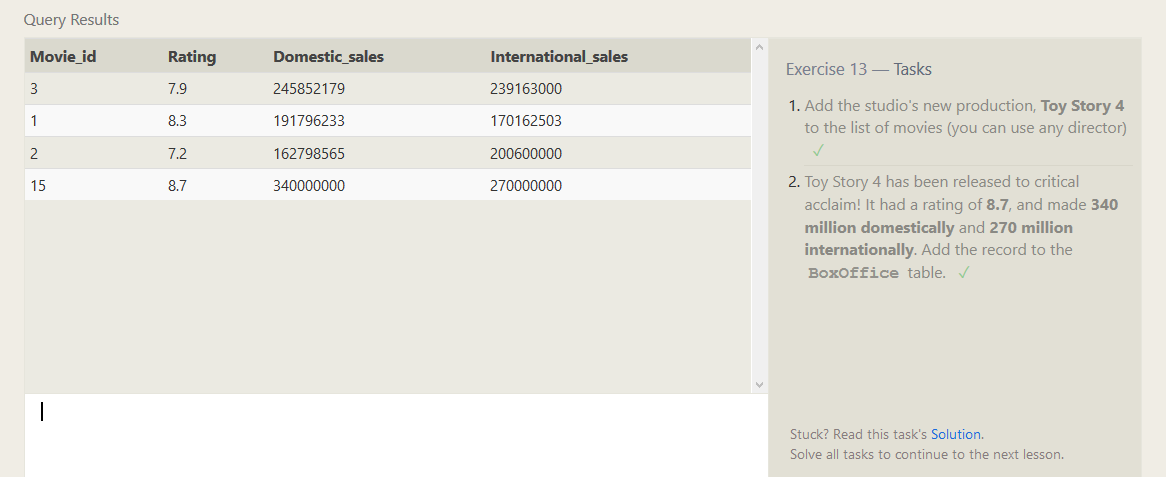 Query Results
Movie_id Rating Domestic_sales International_sales
3 7.9 245852179 239163000
1 8.3 191796233 170162503
2 7.2 162798565 200600000
15 8.7 340000000 270000000
Exercise 13 — Tasks
1. Add the studio's new production, Toy Story 4
to the list of movies (you can use any director)
✓
2. Toy Story 4 has been released to critical
acclaim! It had a rating of 8.7, and made 340
million domestically and 270 million
internationally. Add the record to the
BoxOffice table. ✓
Stuck? Read this task's Solution.
Solve all tasks to continue to the next lesson.